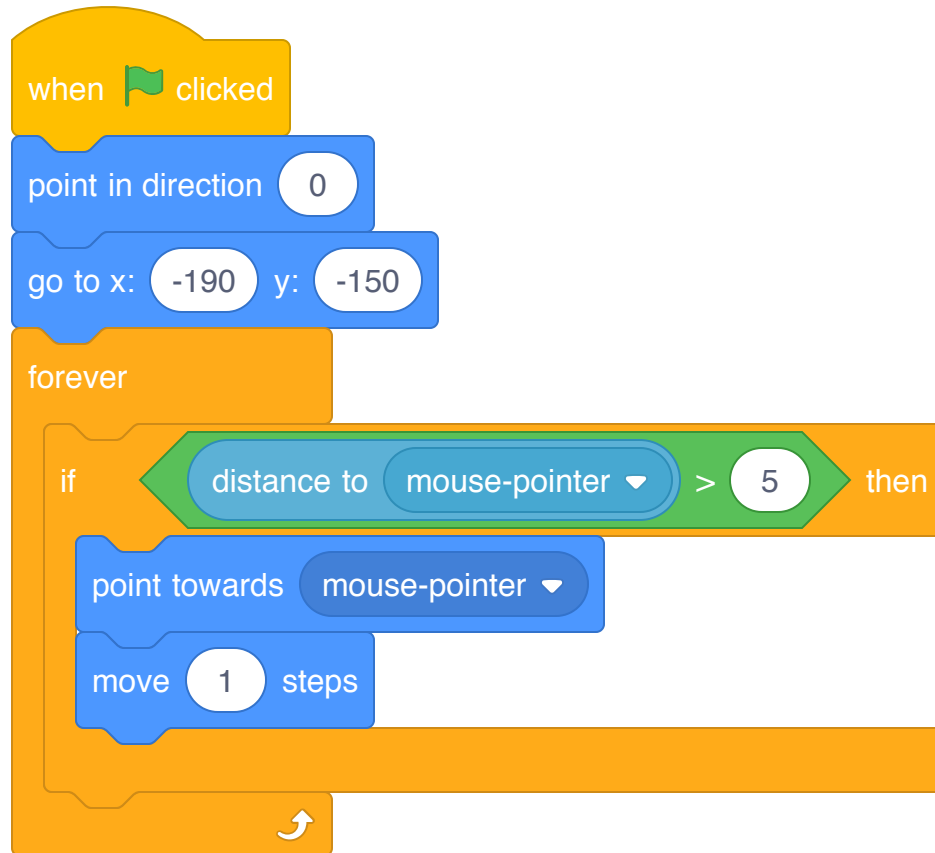 when clicked
point in direction 0
go to x: -190 y: -150
forever
if distance to mouse-pointer > 5 then
point towards mouse-pointer
move 1 steps